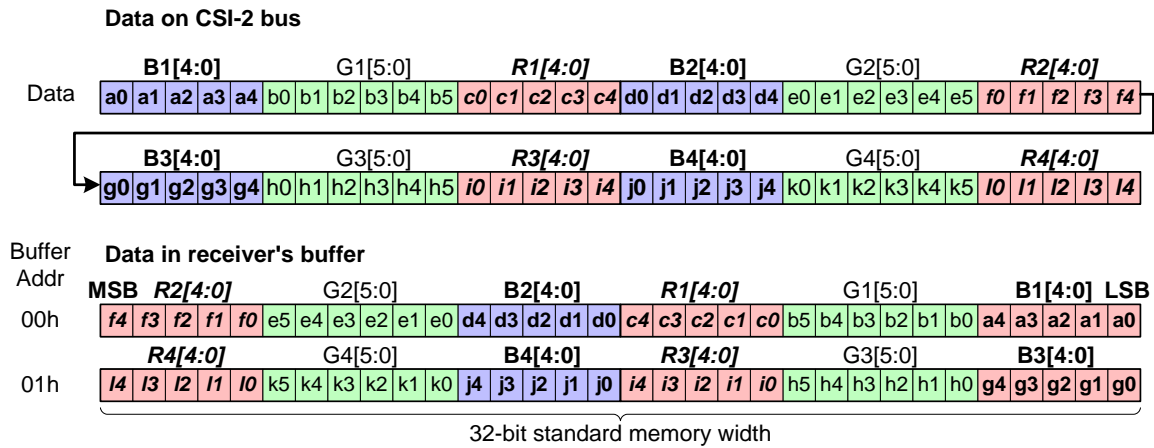 Data on CSI-2 bus
B1[4:0] G1[5:0] R1[4:0] B2[4:0] G2[5:0] R2[4:0]
Data a0 a1 a2 a3 a4 b0 b1 b2 b3 b4 b5 c0 c1 c2 c3 c4 d0 d1 d2 d3 d4 e0 e1 e2 e3 e4 e5 f0 f1 f2 f3 f4
B3[4:0] G3[5:0] R3[4:0] B4[4:0] G4[5:0] R4[4:0]
g0 g1 g2 g3 g4 h0 h1 h2 h3 h4 h5 i0 i1 i2 i3 i4 j0 j1 j2 j3 j4 k0 k1 k2 k3 k4 k5 l0 l1 l2 l3 l4
Buffer Addr
Data in receiver's buffer
MSB R2[4:0] G2[5:0] B2[4:0] R1[4:0] G1[5:0] B1[4:0] LSB
00h f4 f3 f2 f1 f0 e5 e4 e3 e2 e1 e0 d4 d3 d2 d1 d0 c4 c3 c2 c1 c0 b5 b4 b3 b2 b1 b0 a4 a3 a2 a1 a0
R4[4:0] G4[5:0] B4[4:0] R3[4:0] G3[5:0] B3[4:0]
01h l4 l3 l2 l1 l0 k5 k4 k3 k2 k1 k0 j4 j3 j2 j1 j0 i4 i3 i2 i1 i0 h5 h4 h3 h2 h1 h0 g4 g3 g2 g1 g0
32-bit standard memory width